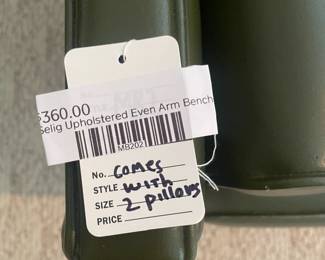 $360.00
Selig Upholstered Even Arm Bench
MB202
No. comes
STYLE with
SIZE 2 pillows
PRICE